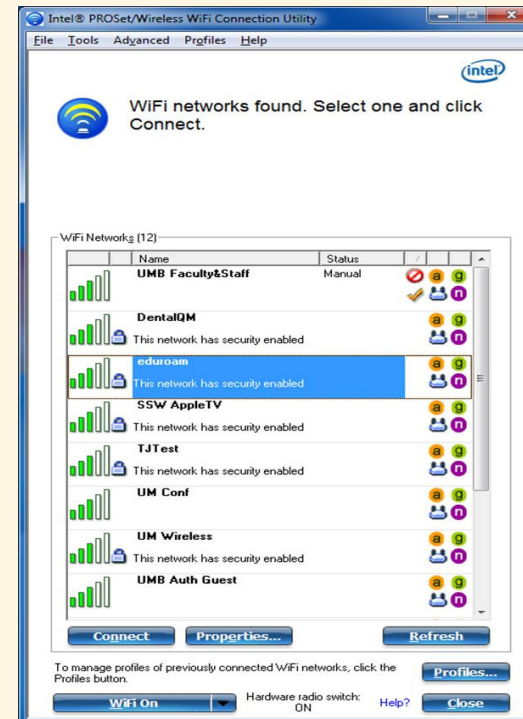 Intel® PROSet/Wireless WiFi Connection Utility
File Tools Advanced Profiles Help
intel
WiFi networks found. Select one and click
Connect.
WiFi Networks (12)
Name Status
UMB Faculty&Staff Manual
a g
n
DentalQM
a g
This network has security enabled n
eduroam
a g
This network has security enabled n
SSW AppleTV
a g
This network has security enabled n
TJTest
a g
This network has security enabled n
UM Conf
a g
n
UM Wireless
a g
This network has security enabled n
UMB Auth Guest
a g
n
Connect Properties... Refresh
To manage profiles of previously connected WiFi networks, click the
Profiles button.
Profiles...
WiFi On
Hardware radio switch:
ON
Help? Close